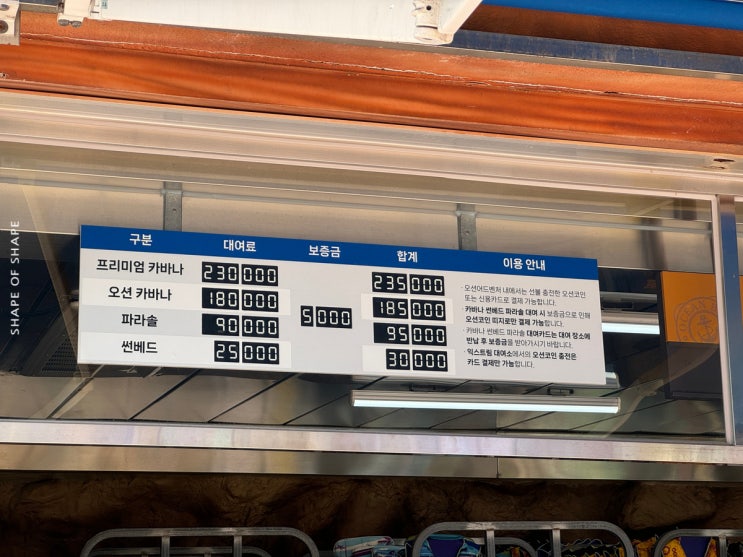 SHAPE OF SHAPE
구분 대여료 보증금 합계 이용 안내
프리미엄 카바나 230000 235000
오션 카바나 180000 185000
파라솔 90000 95000
썬베드 25000 30000
5000
· 오션어드벤처 내에서는 선불 충전한 오션코인
또는 신용카드로 결제 가능합니다.
· 카바나 썬베드 파라솔 대여 시 보증금으로 인해
오션코인 피지로만 결제 가능합니다.
· 카바나 썬베드 파라솔 대여카드는 대여 장소에
반납 후 보증금을 받아가시기 바랍니다.
· 익스트림 대여소에서의 오션코인 충전은
카드 결제만 가능합니다.